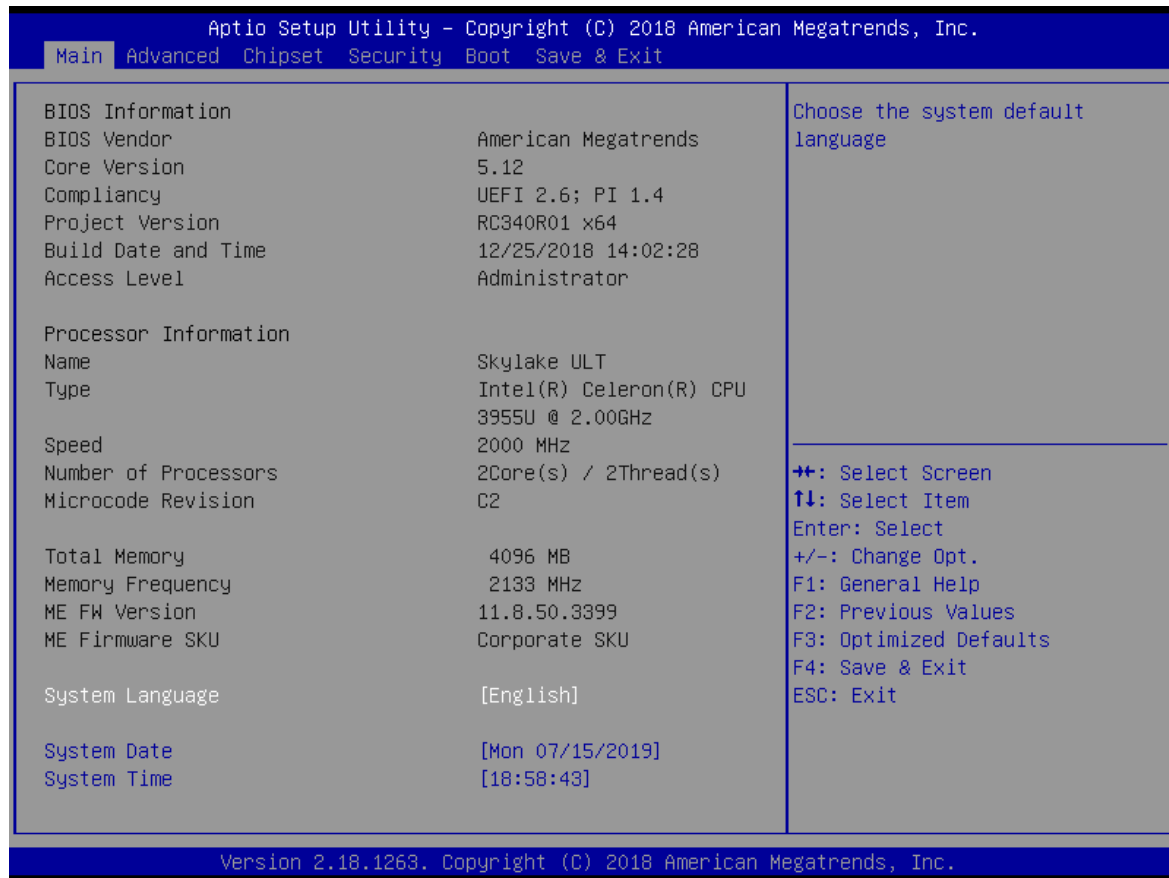 Aptio Setup Utility – Copyright (C) 2018 American Megatrends, Inc.
Main Advanced Chipset Security Boot Save & Exit
BIOS Information
BIOS Vendor American Megatrends
Core Version 5.12
Compliancy UEFI 2.6; PI 1.4
Project Version RC340R01 x64
Build Date and Time 12/25/2018 14:02:28
Access Level Administrator
Processor Information
Name Skylake ULT
Type Intel(R) Celeron(R) CPU
3955U @ 2.00GHz
Speed 2000 MHz
Number of Processors 2Core(s) / 2Thread(s)
Microcode Revision C2
Total Memory 4096 MB
Memory Frequency 2133 MHz
ME FW Version 11.8.50.3399
ME Firmware SKU Corporate SKU
System Language [English]
System Date [Mon 07/15/2019]
System Time [18:58:43]
Choose the system default
language
→←: Select Screen
↑↓: Select Item
Enter: Select
+/-: Change Opt.
F1: General Help
F2: Previous Values
F3: Optimized Defaults
F4: Save & Exit
ESC: Exit
Version 2.18.1263. Copyright (C) 2018 American Megatrends, Inc.